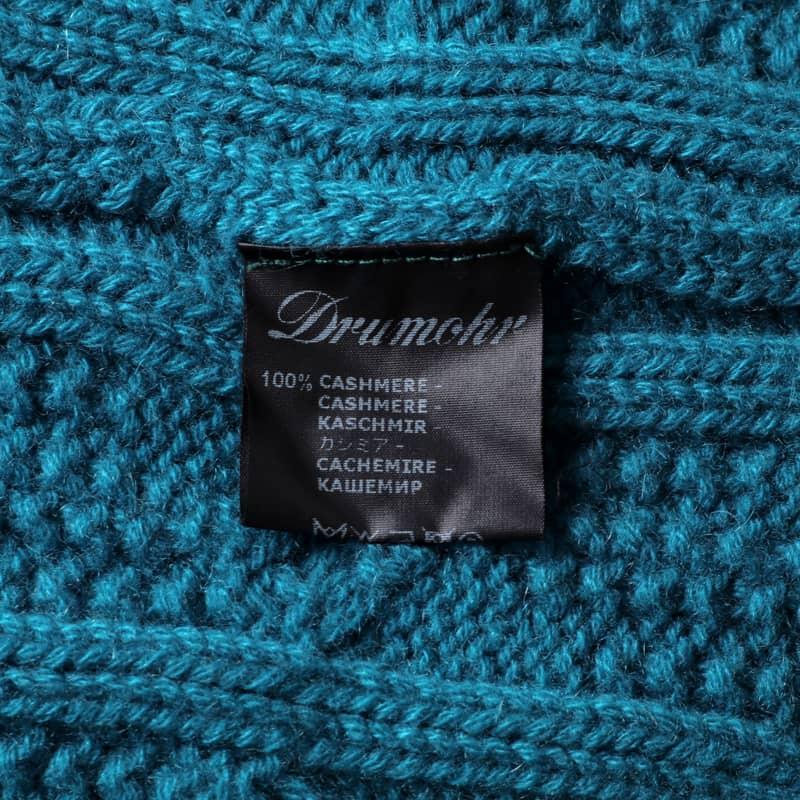 Drumohr
100% CASHMERE -
CASHMERE -
KASCHMIR -
カシミア -
CACHEMIRE -
КАШЕМИР